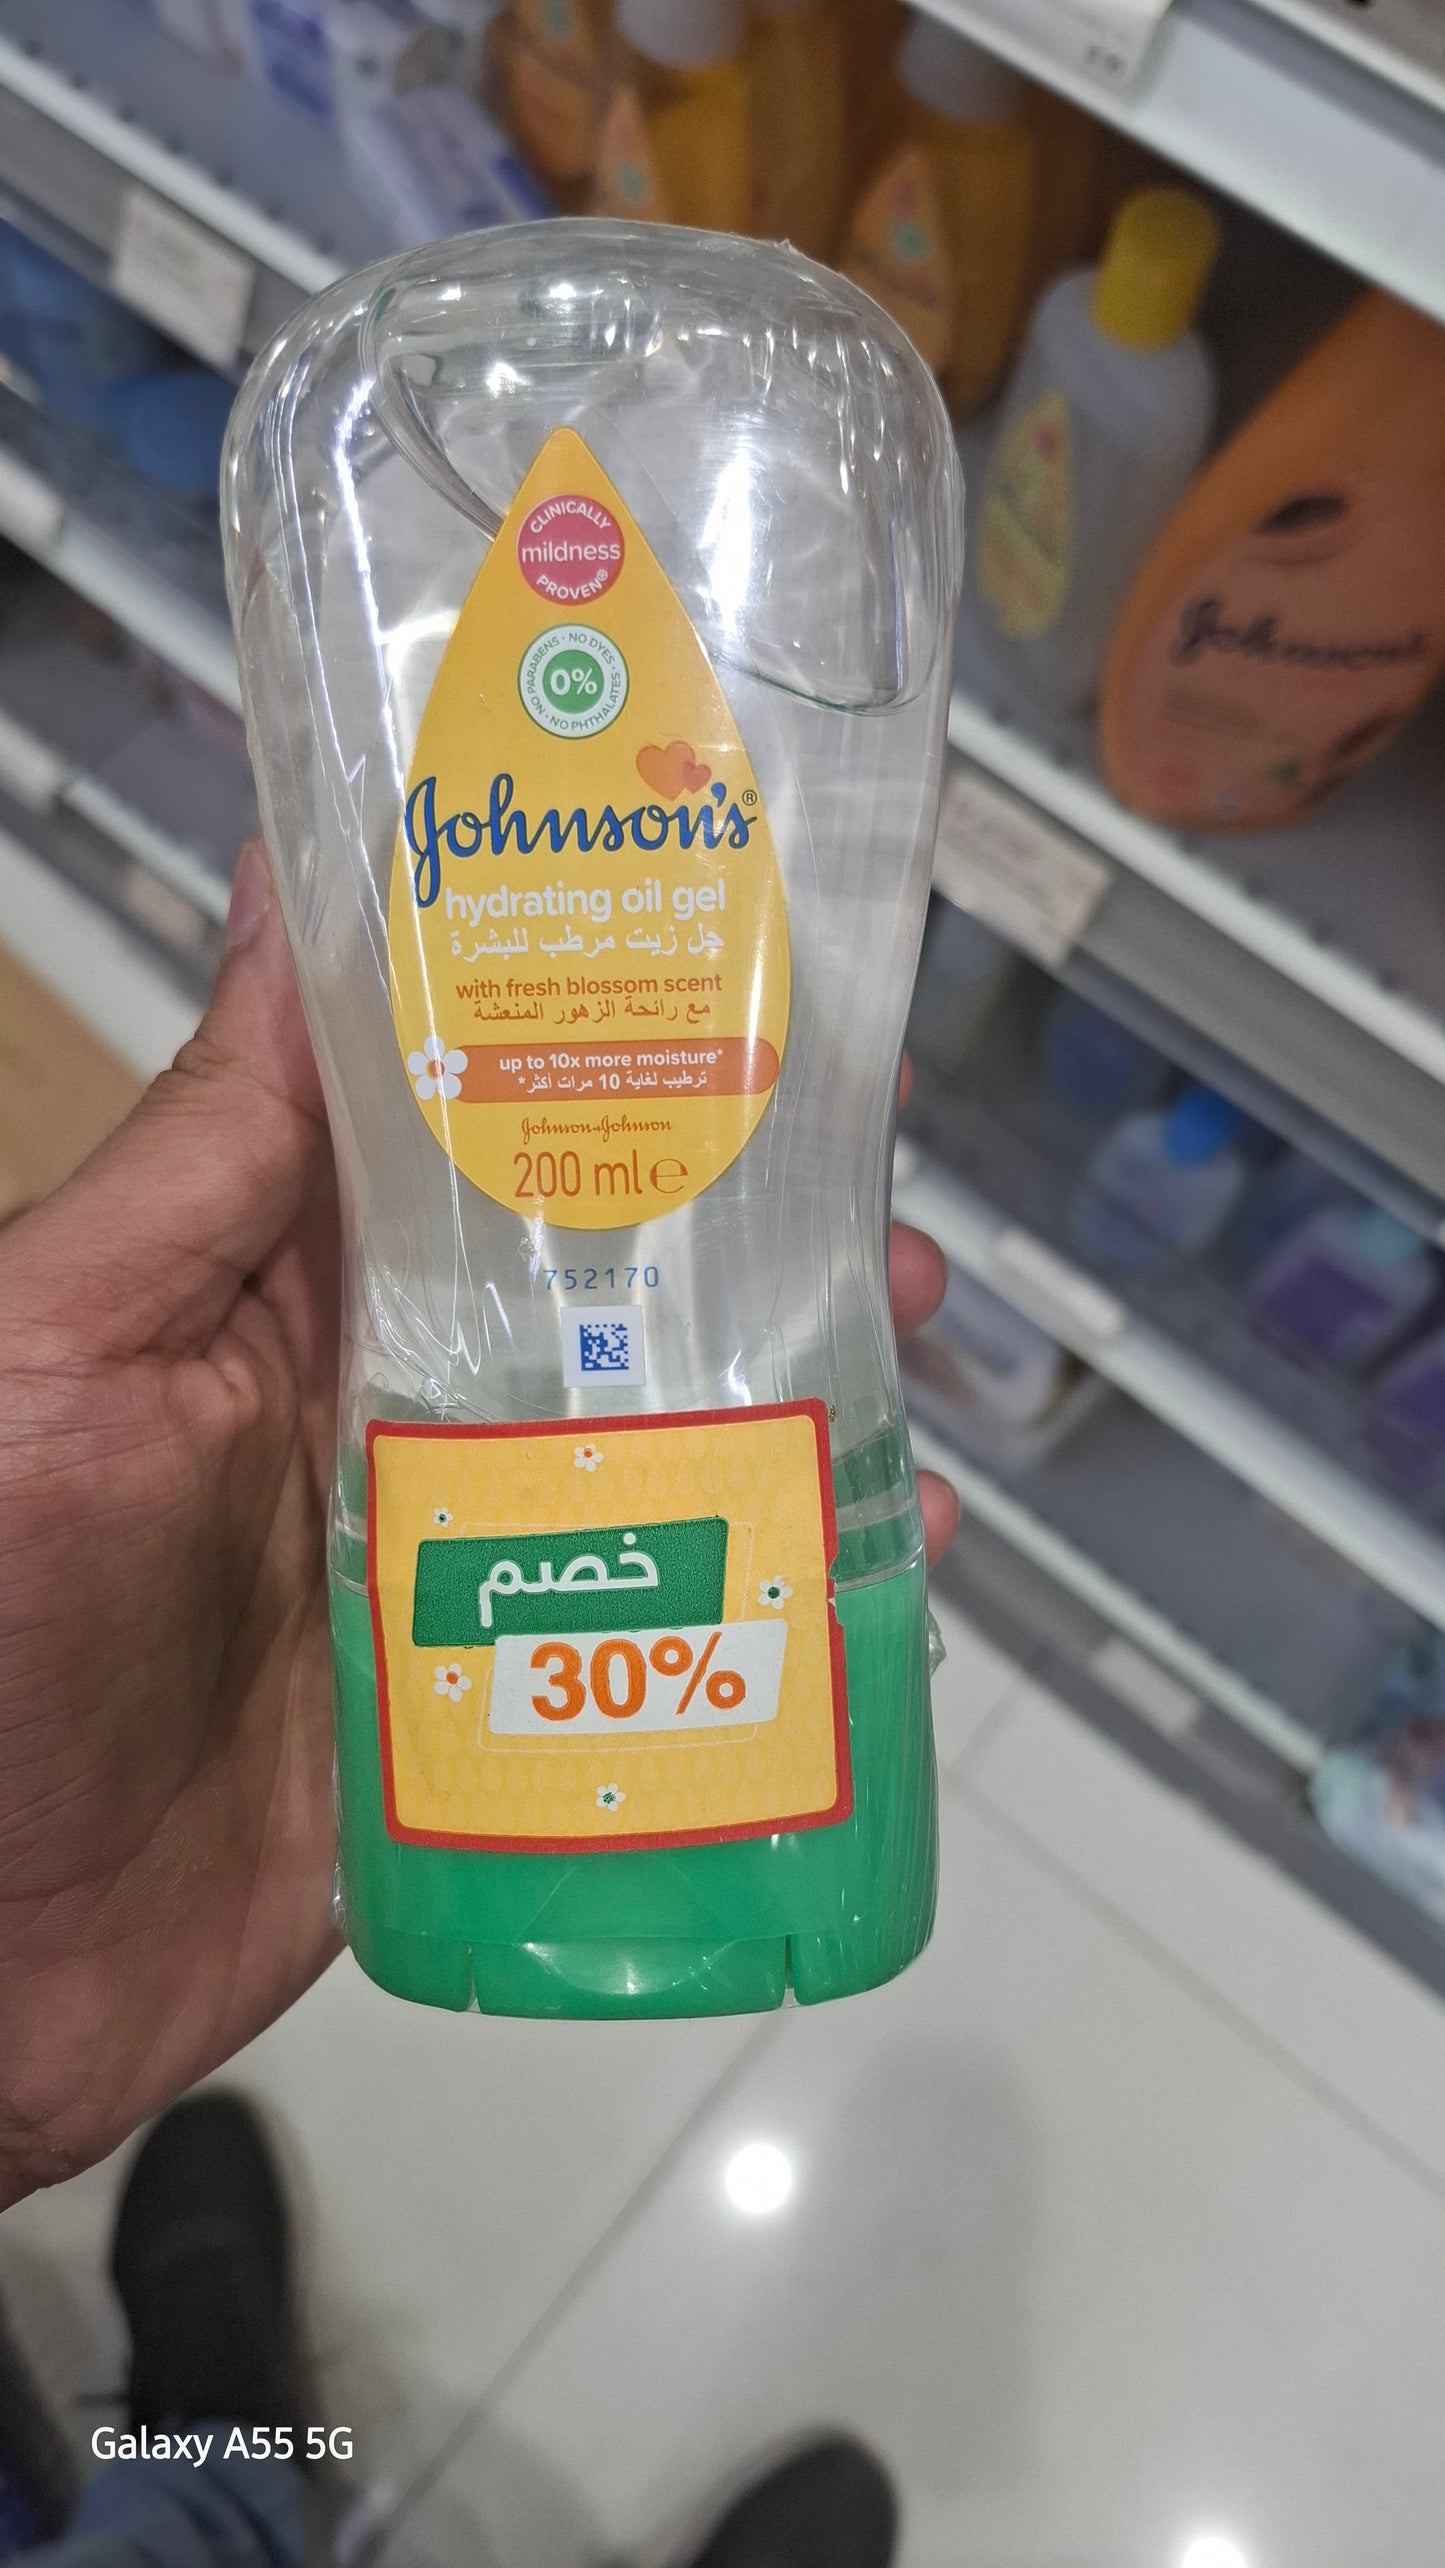 CLINICALLY
mildness
PROVEN®
NO PARABENS · NO DYES · NO PHTHALATES ·
0%
Johnson's®
hydrating oil gel
جل زيت مرطب للبشرة
with fresh blossom scent
مع رائحة الزهور المنعشة
up to 10x more moisture*
ترطيب لغاية 10 مرات أكثر*
Johnson+Johnson
200 ml e
752170
خصم
30%
Johnson's
Galaxy A55 5G